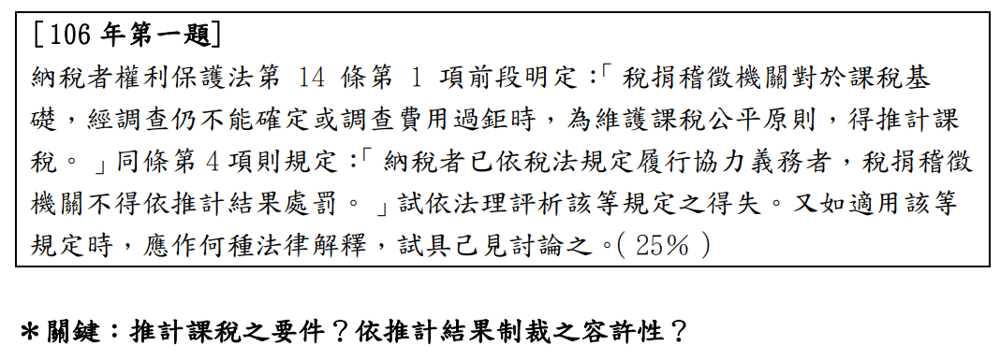 [106 年第一題]
納稅者權利保護法第 14 條第 1 項前段明定:「稅捐稽徵機關對於課稅基
礎,經調查仍不能確定或調查費用過鉅時,為維護課稅公平原則,得推計課
稅。」同條第 4 項則規定:「納稅者已依稅法規定履行協力義務者,稅捐稽徵
機關不得依推計結果處罰。」試依法理評析該等規定之得失。又如適用該等
規定時,應作何種法律解釋,試具己見討論之。( 25% )
*關鍵:推計課稅之要件?依推計結果制裁之容許性?